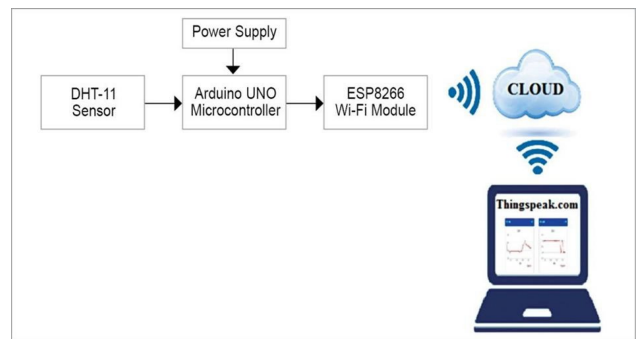 Power Supply
DHT-11
Sensor
Arduino UNO
Microcontroller
ESP8266
Wi-Fi Module
CLOUD
Thingspeak.com